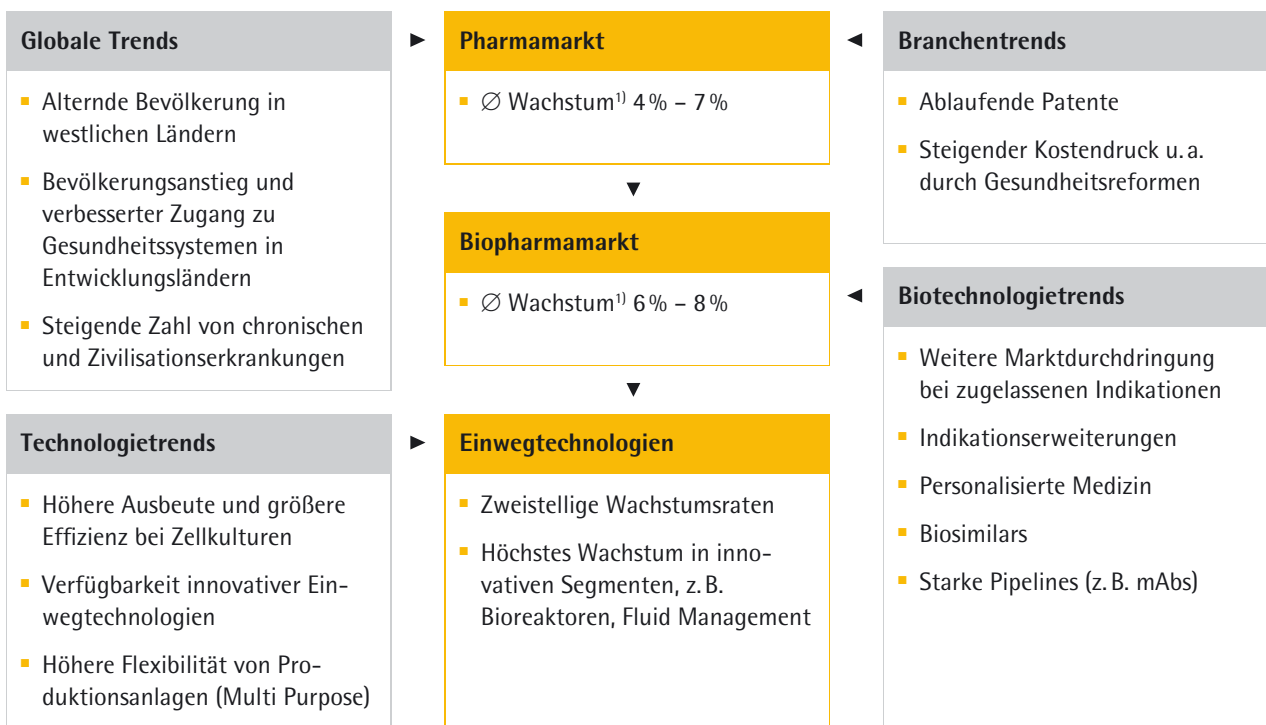 Globale Trends
Alternde Bevölkerung in
westlichen Ländern
Bevölkerungsanstieg und
verbesserter Zugang zu
Gesundheitssystemen in
Entwicklungsländern
Steigende Zahl von chronischen
und Zivilisationserkrankungen
Technologietrends
Höhere Ausbeute und größere
Effizienz bei Zellkulturen
Verfügbarkeit innovativer Ein-
wegtechnologien
Höhere Flexibilität von Pro-
duktionsanlagen (Multi Purpose)
Pharmamarkt
∅ Wachstum¹⁾ 4 % – 7 %
Biopharmamarkt
∅ Wachstum¹⁾ 6 % – 8 %
Einwegtechnologien
Zweistellige Wachstumsraten
Höchstes Wachstum in inno-
vativen Segmenten, z. B.
Bioreaktoren, Fluid Management
Branchentrends
Ablaufende Patente
Steigender Kostendruck u. a.
durch Gesundheitsreformen
Biotechnologietrends
Weitere Marktdurchdringung
bei zugelassenen Indikationen
Indikationserweiterungen
Personalisierte Medizin
Biosimilars
Starke Pipelines (z. B. mAbs)